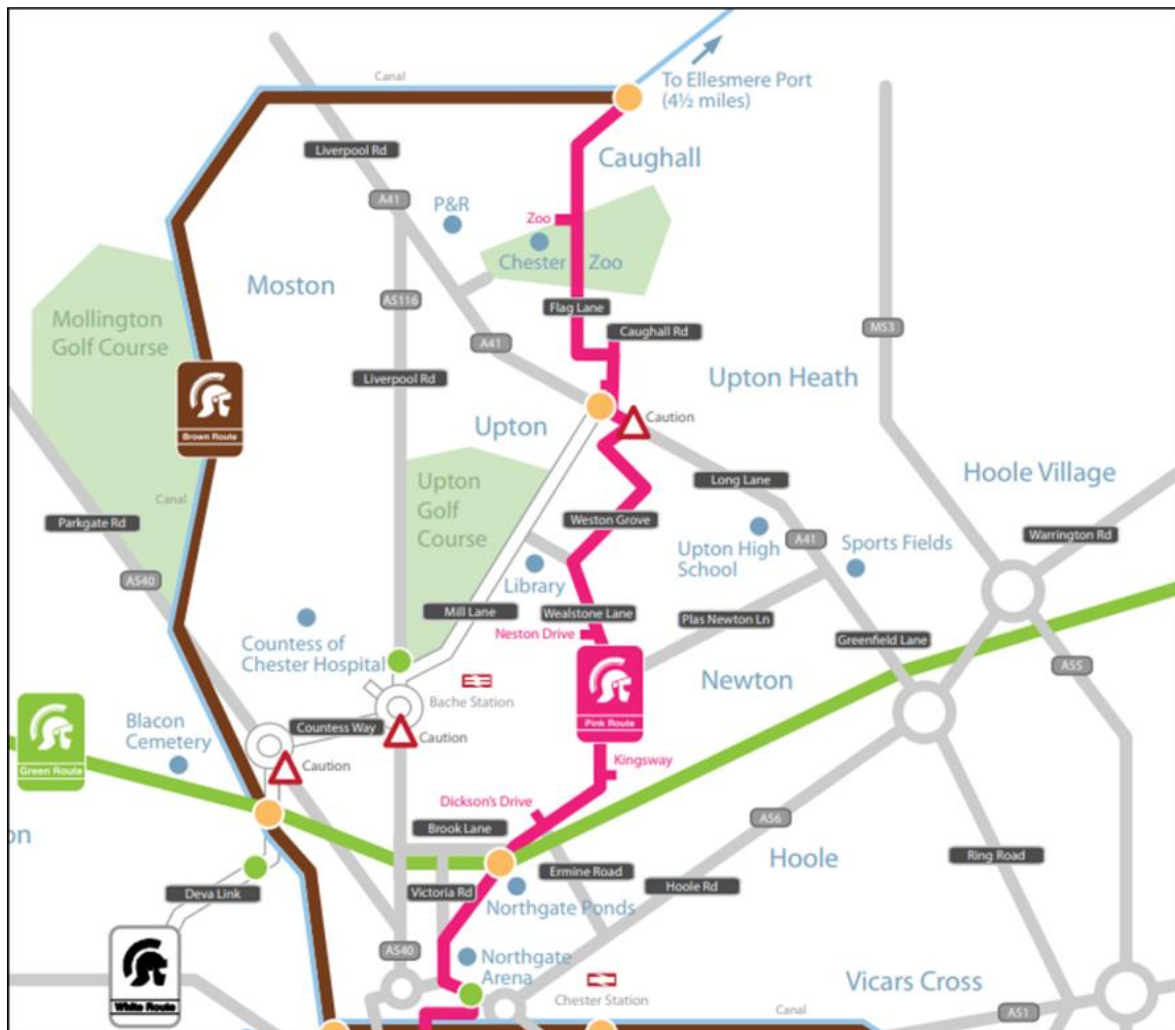 To Ellesmere Port
(4½ miles)
Canal
Liverpool Rd
Caughall
A41
P&R
Zoo
Chester Zoo
Moston
A5116
Flag Lane
Mollington
Golf Course
Caughall Rd
M53
A41
Liverpool Rd
Upton Heath
Brown Route
Upton
Caution
Hoole Village
Upton
Golf
Course
Long Lane
Canal
Parkgate Rd
Weston Grove
Upton High
School
A41
Sports Fields
Warrington Rd
A540
Library
Mill Lane
Wealstone Lane
Plas Newton Ln
Countess of
Chester Hospital
Neston Drive
Greenfield Lane
A55
Bache Station
Newton
Pink Route
Blacon
Cemetery
Countess Way
Caution
Green Route
Caution
Kingsway
Dickson's Drive
on
Brook Lane
A56
Hoole
Ring Road
Ermine Road
Hoole Rd
Deva Link
Victoria Rd
Northgate Ponds
A540
Northgate
Arena
White Route
Chester Station
Vicars Cross
Canal
A51